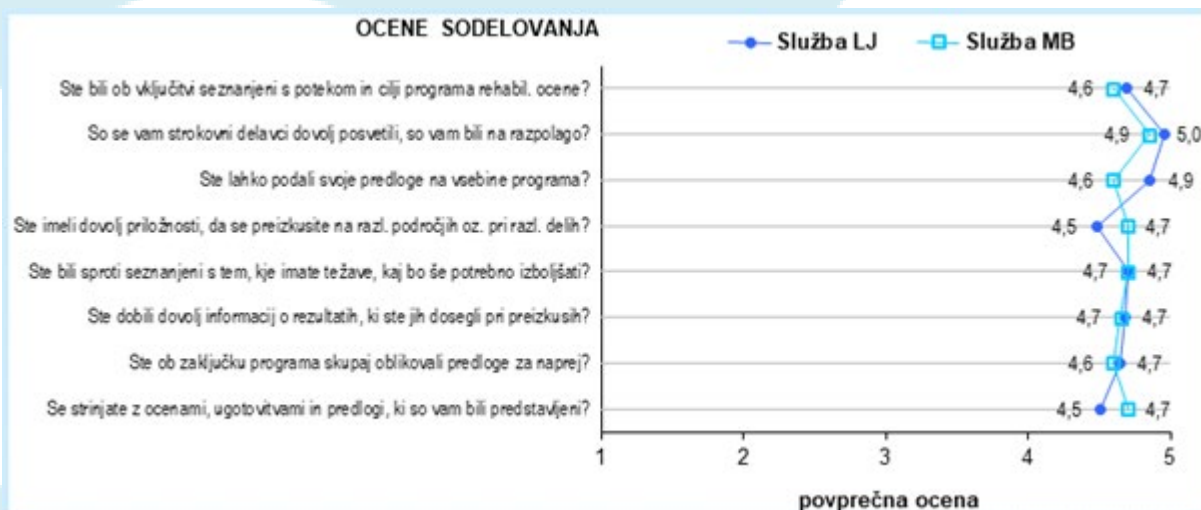 OCENE SODELOVANJA
Služba LJ Služba MB
Ste bili ob vključitvi seznanjeni s potekom in cilji programa rehabil. ocene? 4,6 4,7
So se vam strokovni delavci dovolj posvetili, so vam bili na razpolago? 4,9 5,0
Ste lahko podali svoje predloge na vsebine programa? 4,6 4,9
Ste imeli dovolj priložnosti, da se preizkusite na razl. področjih oz. pri razl. delih? 4,5 4,7
Ste bili sproti seznanjeni s tem, kje imate težave, kaj bo še potrebno izboljšati? 4,7 4,7
Ste dobili dovolj informacij o rezultatih, ki ste jih dosegli pri preizkusih? 4,7 4,7
Ste ob zaključku programa skupaj oblikovali predloge za naprej? 4,6 4,7
Se strinjate z ocenami, ugotovitvami in predlogi, ki so vam bili predstavljeni? 4,5 4,7
1 2 3 4 5
povprečna ocena